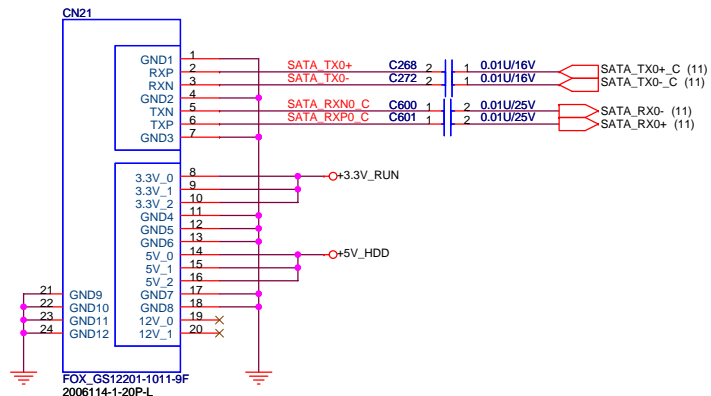 CN21
GND1 1
RXP 2 SATA_TX0+ C268 2 1 0.01U/16V SATA_TX0+_C (11)
RXN 3 SATA_TX0- C272 2 1 0.01U/16V SATA_TX0-_C (11)
GND2 4
TXN 5 SATA_RXN0_C C600 1 2 0.01U/25V SATA_RX0- (11)
TXP 6 SATA_RXP0_C C601 1 2 0.01U/25V SATA_RX0+ (11)
GND3 7
3.3V_0 8 +3.3V_RUN
3.3V_1 9
3.3V_2 10
GND4 11
GND5 12
GND6 13
5V_0 14 +5V_HDD
5V_1 15
5V_2 16
21 GND9 GND7 17
22 GND10 GND8 18
23 GND11 12V_0 19
24 GND12 12V_1 20
FOX_GS12201-1011-9F
2006114-1-20P-L